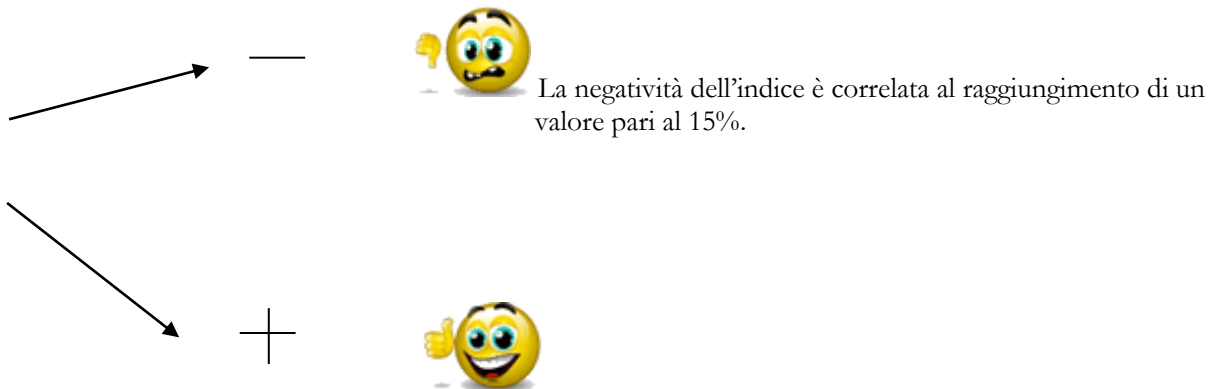 —
La negatività dell’indice è correlata al raggiungimento di un
valore pari al 15%.
+